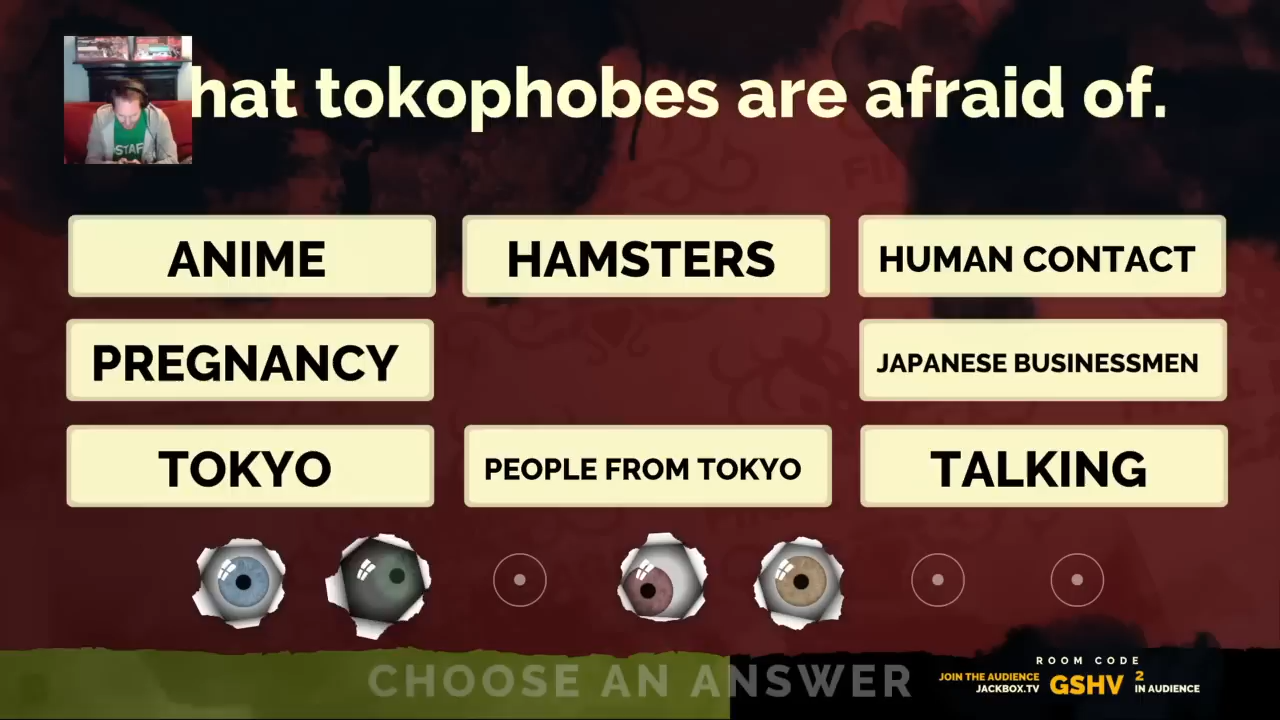 hat tokophobes are afraid of.
STAFF
ANIME
HAMSTERS
HUMAN CONTACT
PREGNANCY
JAPANESE BUSINESSMEN
TOKYO
PEOPLE FROM TOKYO
TALKING
CHOOSE AN ANSWER
ROOM CODE
JOIN THE AUDIENCE
JACKBOX.TV
GSHV
2
IN AUDIENCE